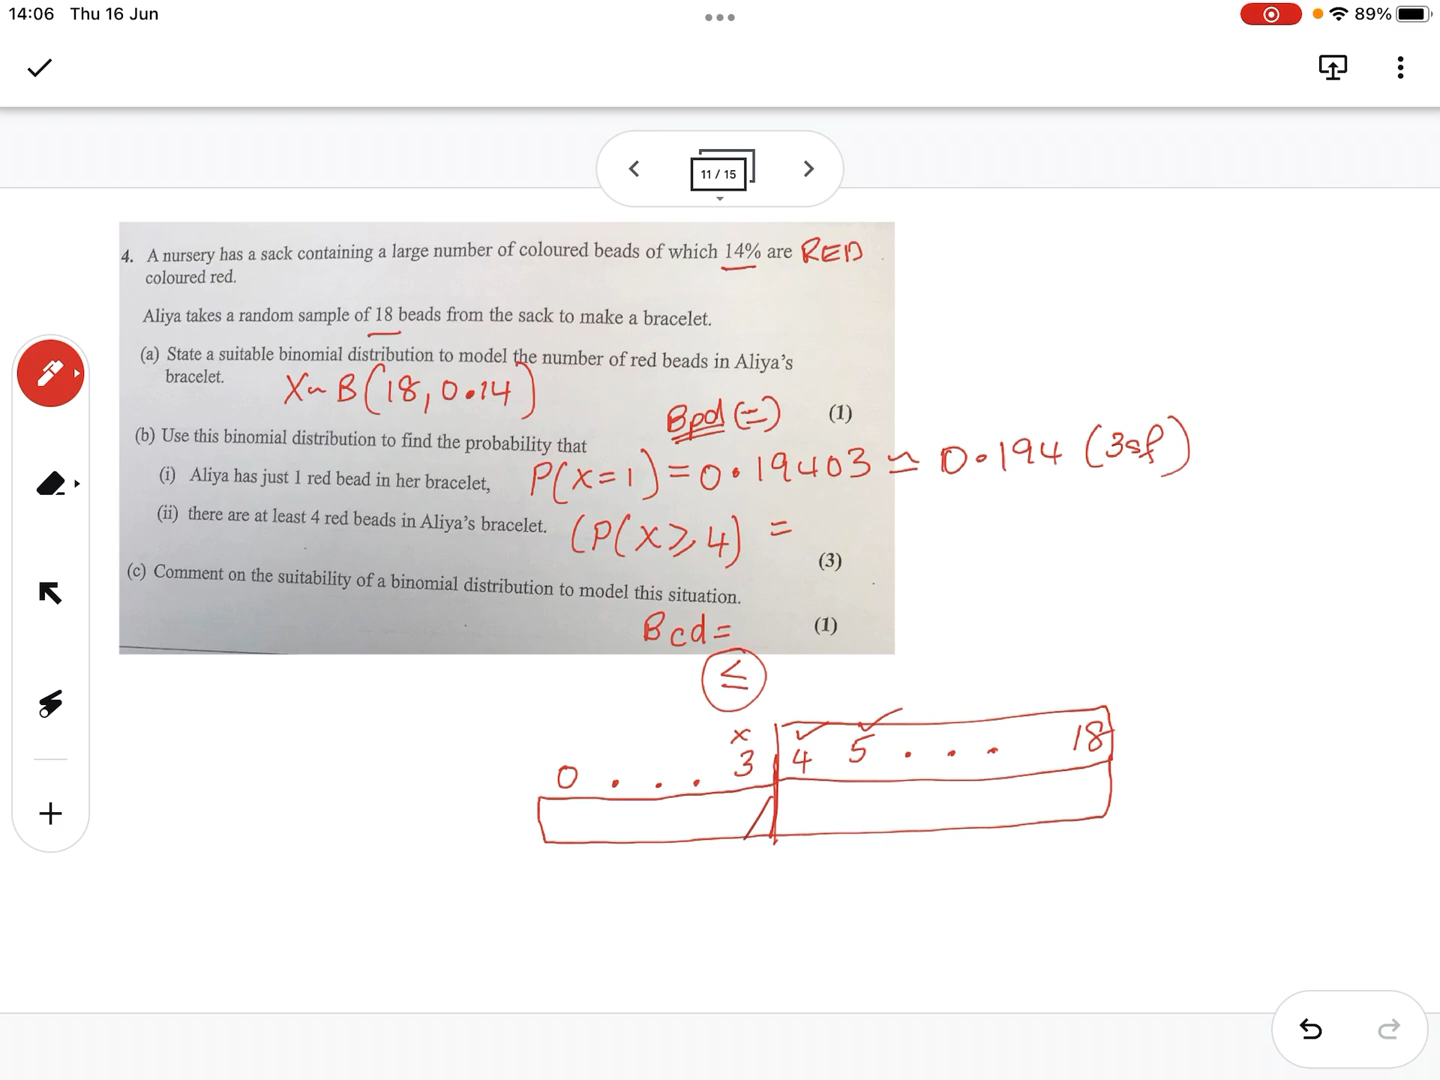 14:06 Thu 16 Jun
89%
11 / 15
4. A nursery has a sack containing a large number of coloured beads of which 14% are RED
coloured red.
Aliya takes a random sample of 18 beads from the sack to make a bracelet.
(a) State a suitable binomial distribution to model the number of red beads in Aliya's
bracelet.
X~B(18,0.14)
Bpd(=) (1)
(b) Use this binomial distribution to find the probability that
(i) Aliya has just 1 red bead in her bracelet, P(X=1)=0.19403≃0.194 (3sf)
(ii) there are at least 4 red beads in Aliya's bracelet. (P(X⩾4) =
(3)
(c) Comment on the suitability of a binomial distribution to model this situation.
Bcd= (1)
≤
x ✓ ✓
0 . . . 3 4 5 . . . 18